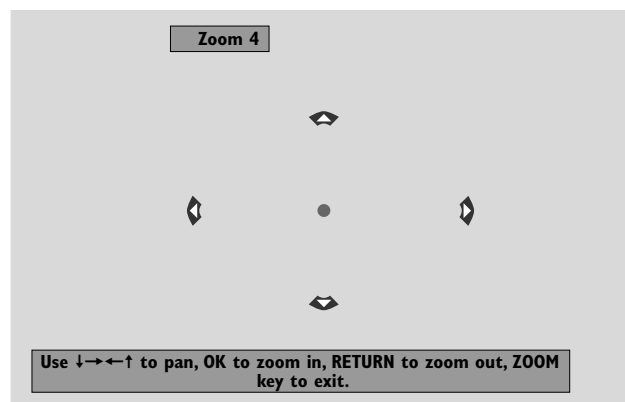 Zoom 4
Use ↓→←↑ to pan, OK to zoom in, RETURN to zoom out, ZOOM
key to exit.